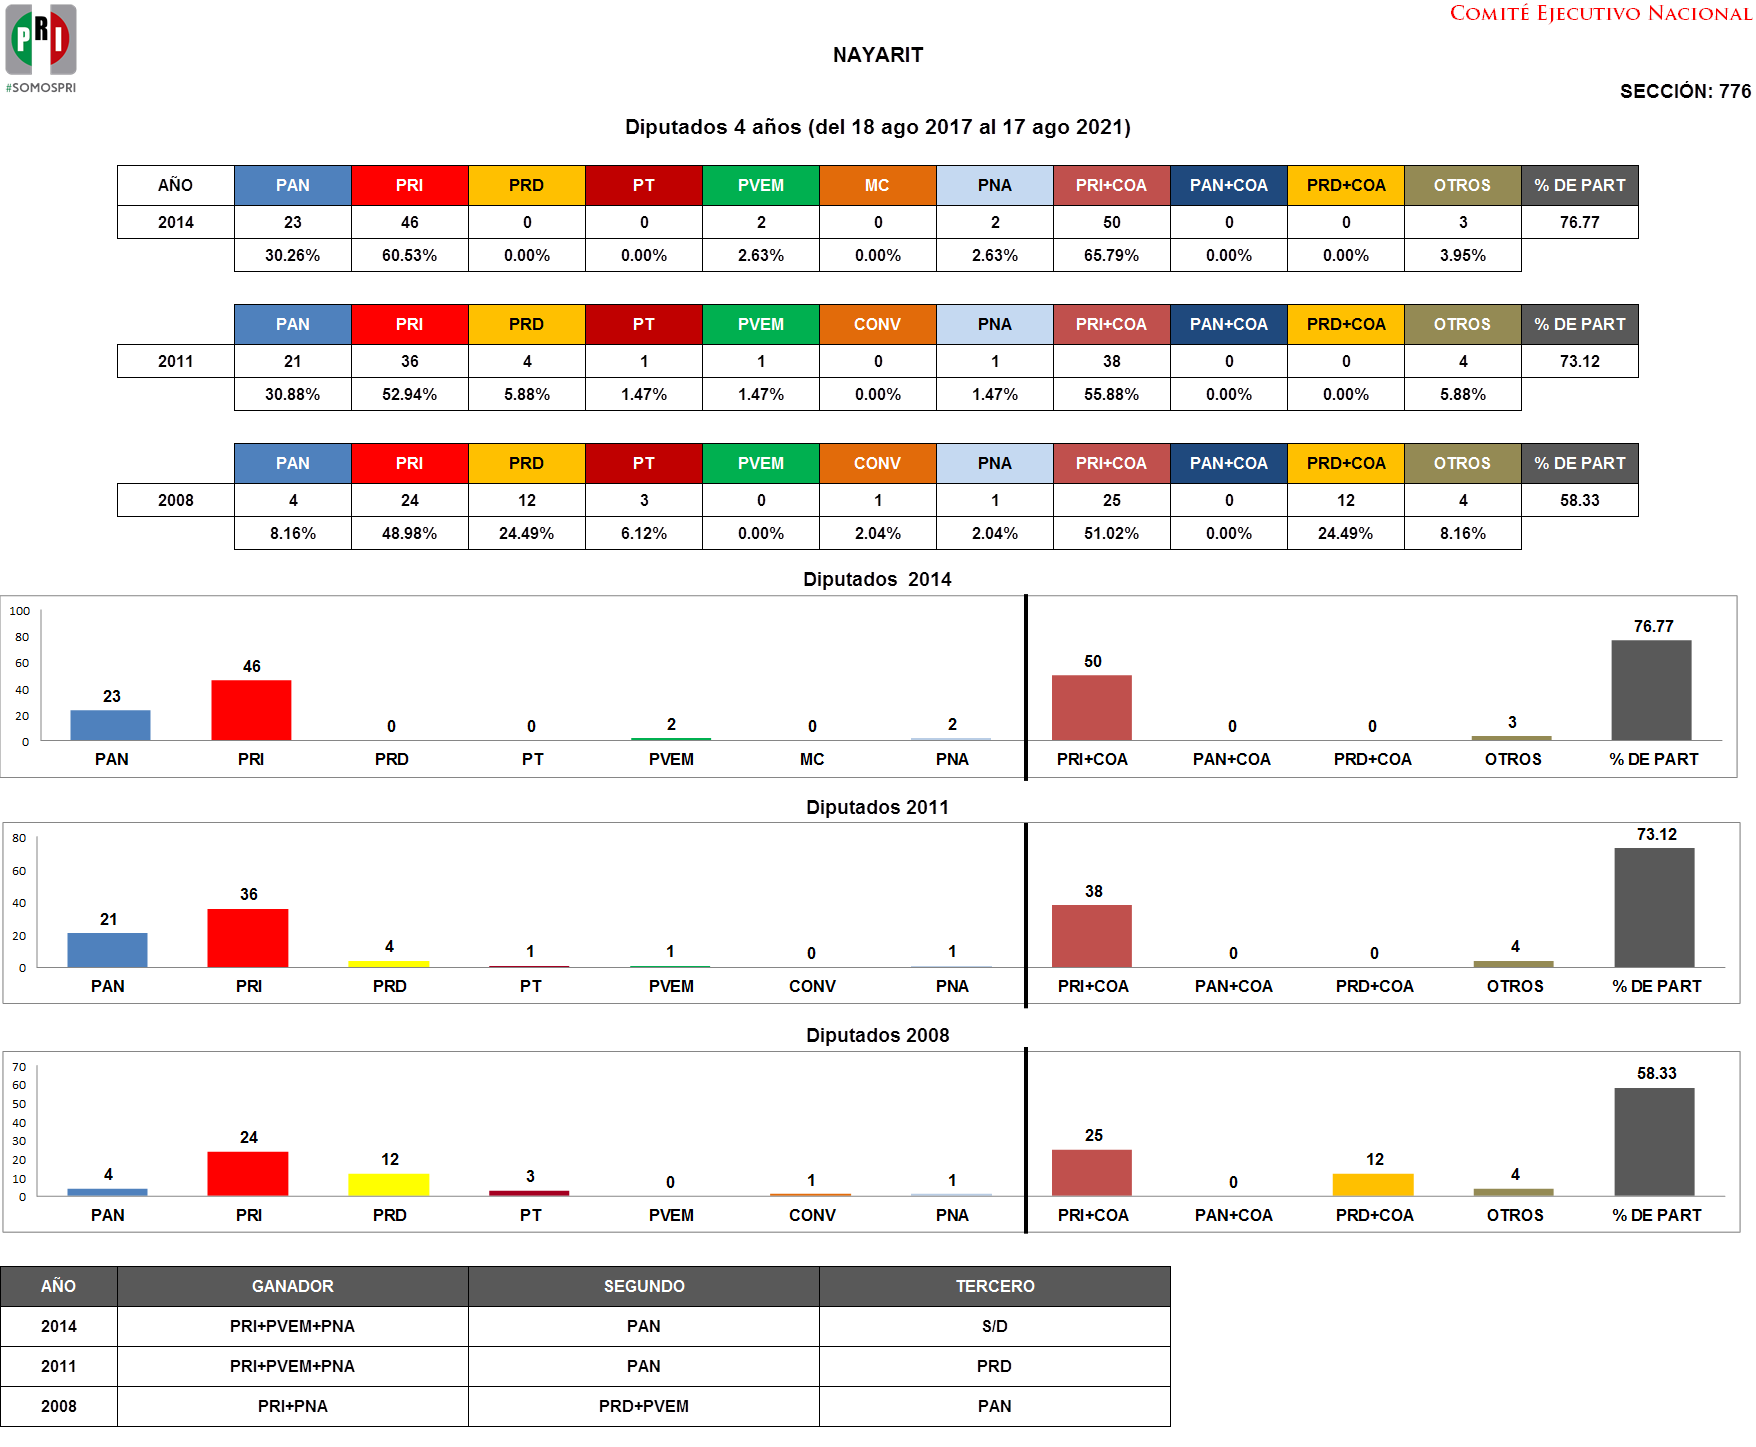 PRI
#SOMOSPRI
COMITÉ EJECUTIVO NACIONAL
NAYARIT
SECCIÓN: 776
Diputados 4 años (del 18 ago 2017 al 17 ago 2021)
AÑO PAN PRI PRD PT PVEM MC PNA PRI+COA PAN+COA PRD+COA OTROS % DE PART
2014 23 46 0 0 2 0 2 50 0 0 3 76.77
30.26% 60.53% 0.00% 0.00% 2.63% 0.00% 2.63% 65.79% 0.00% 0.00% 3.95%
PAN PRI PRD PT PVEM CONV PNA PRI+COA PAN+COA PRD+COA OTROS % DE PART
2011 21 36 4 1 1 0 1 38 0 0 4 73.12
30.88% 52.94% 5.88% 1.47% 1.47% 0.00% 1.47% 55.88% 0.00% 0.00% 5.88%
PAN PRI PRD PT PVEM CONV PNA PRI+COA PAN+COA PRD+COA OTROS % DE PART
2008 4 24 12 3 0 1 1 25 0 12 4 58.33
8.16% 48.98% 24.49% 6.12% 0.00% 2.04% 2.04% 51.02% 0.00% 24.49% 8.16%
Diputados 2014
100
80
60
40
20
0
23 46 0 0 2 0 2 50 0 0 3 76.77
PAN PRI PRD PT PVEM MC PNA PRI+COA PAN+COA PRD+COA OTROS % DE PART
Diputados 2011
80
60
40
20
0
21 36 4 1 1 0 1 38 0 0 4 73.12
PAN PRI PRD PT PVEM CONV PNA PRI+COA PAN+COA PRD+COA OTROS % DE PART
Diputados 2008
70
60
50
40
30
20
10
0
4 24 12 3 0 1 1 25 0 12 4 58.33
PAN PRI PRD PT PVEM CONV PNA PRI+COA PAN+COA PRD+COA OTROS % DE PART
AÑO GANADOR SEGUNDO TERCERO
2014 PRI+PVEM+PNA PAN S/D
2011 PRI+PVEM+PNA PAN PRD
2008 PRI+PNA PRD+PVEM PAN